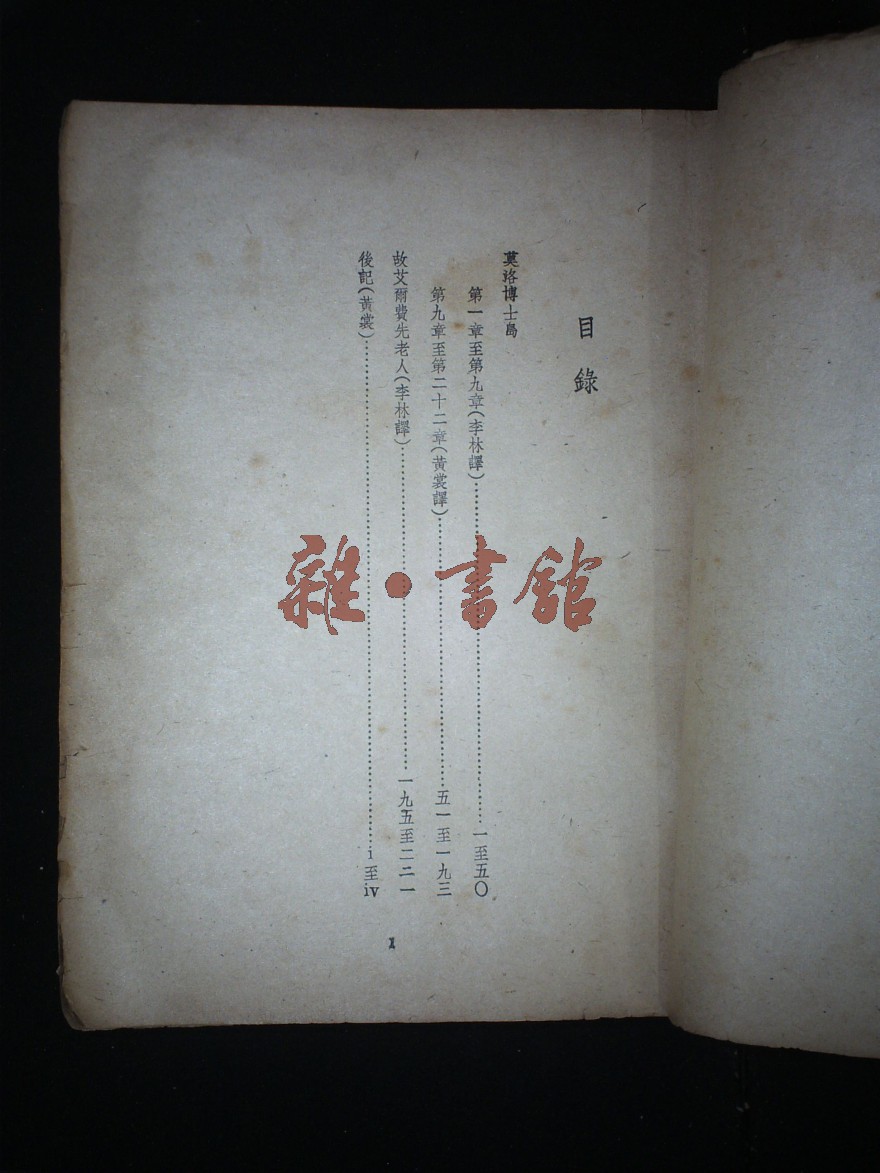 目錄
莫洛博士島
第一章至第九章(李林譯)…………一至五〇
第九章至第二十二章(黃裳譯)…………五一至一九三
故艾爾費先老人(李林譯)…………一九五至二二一
後記(黃裳)…………i至iv
1
雜·書館